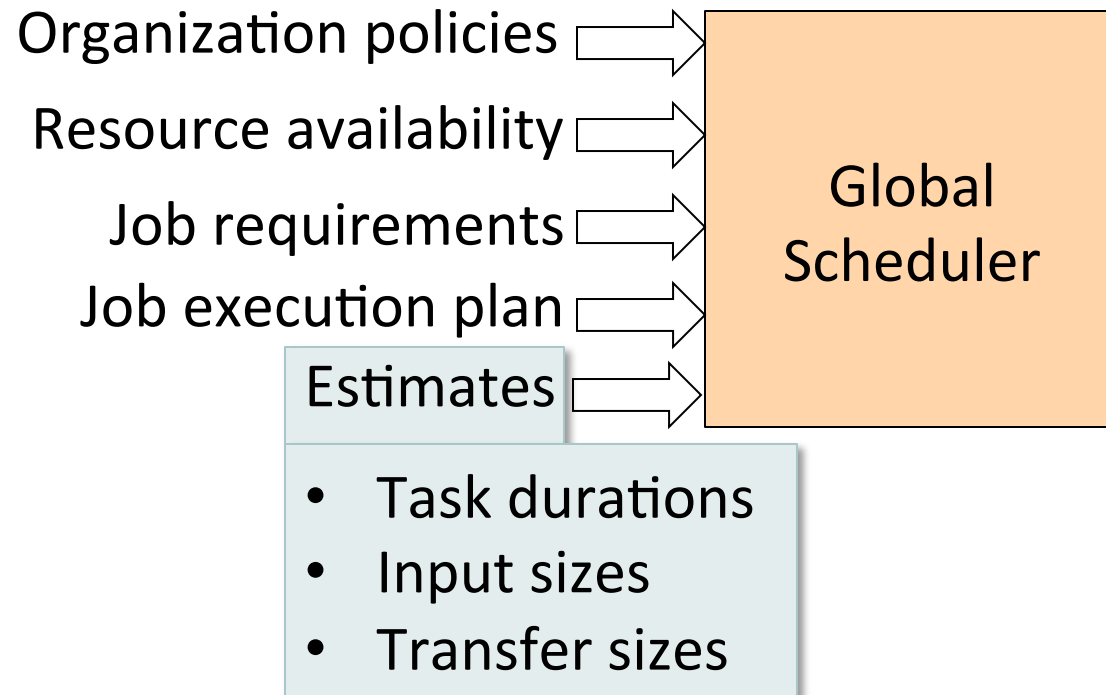 Organization policies
Resource availability
Job requirements
Job execution plan
Estimates
• Task durations
• Input sizes
• Transfer sizes
Global
Scheduler